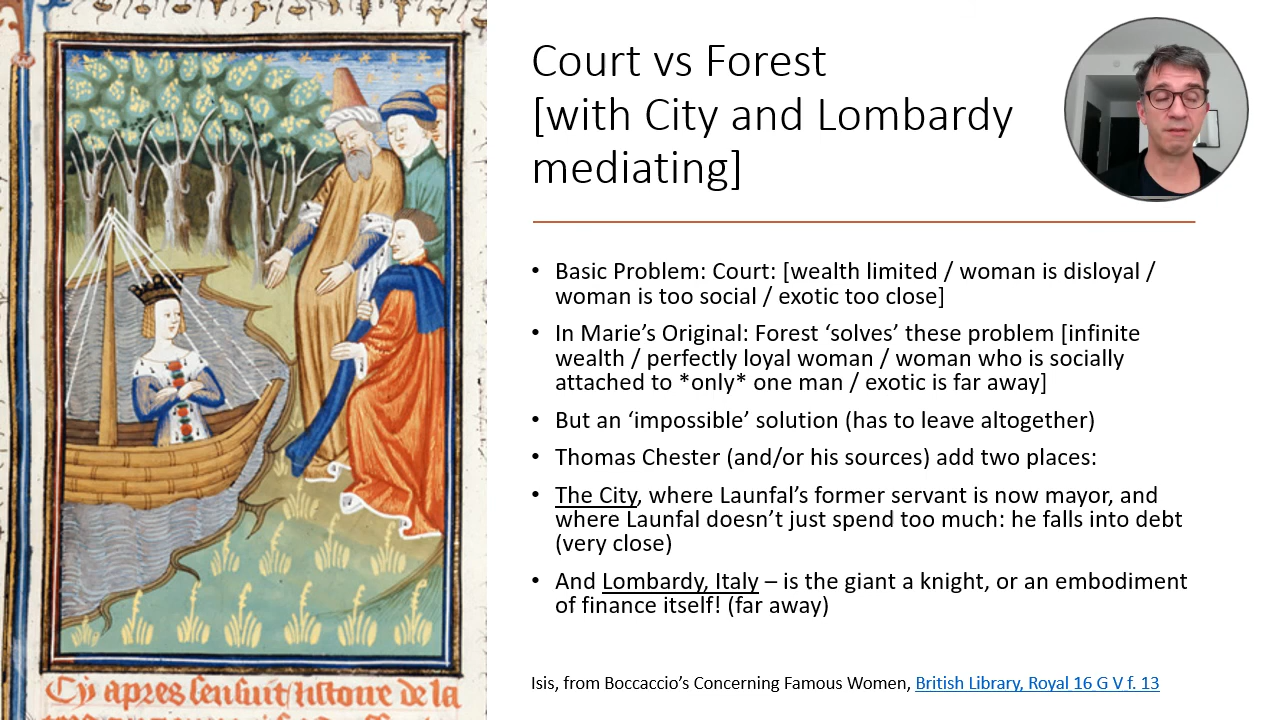 Court vs Forest
[with City and Lombardy
mediating]
• Basic Problem: Court: [wealth limited / woman is disloyal /
woman is too social / exotic too close]
• In Marie’s Original: Forest ‘solves’ these problem [infinite
wealth / perfectly loyal woman / woman who is socially
attached to *only* one man / exotic is far away]
• But an ‘impossible’ solution (has to leave altogether)
• Thomas Chester (and/or his sources) add two places:
• The City, where Launfal’s former servant is now mayor, and
where Launfal doesn’t just spend too much: he falls into debt
(very close)
• And Lombardy, Italy – is the giant a knight, or an embodiment
of finance itself! (far away)
Isis, from Boccaccio’s Concerning Famous Women, British Library, Royal 16 G V f. 13
Cy apres sensuit listoire de la